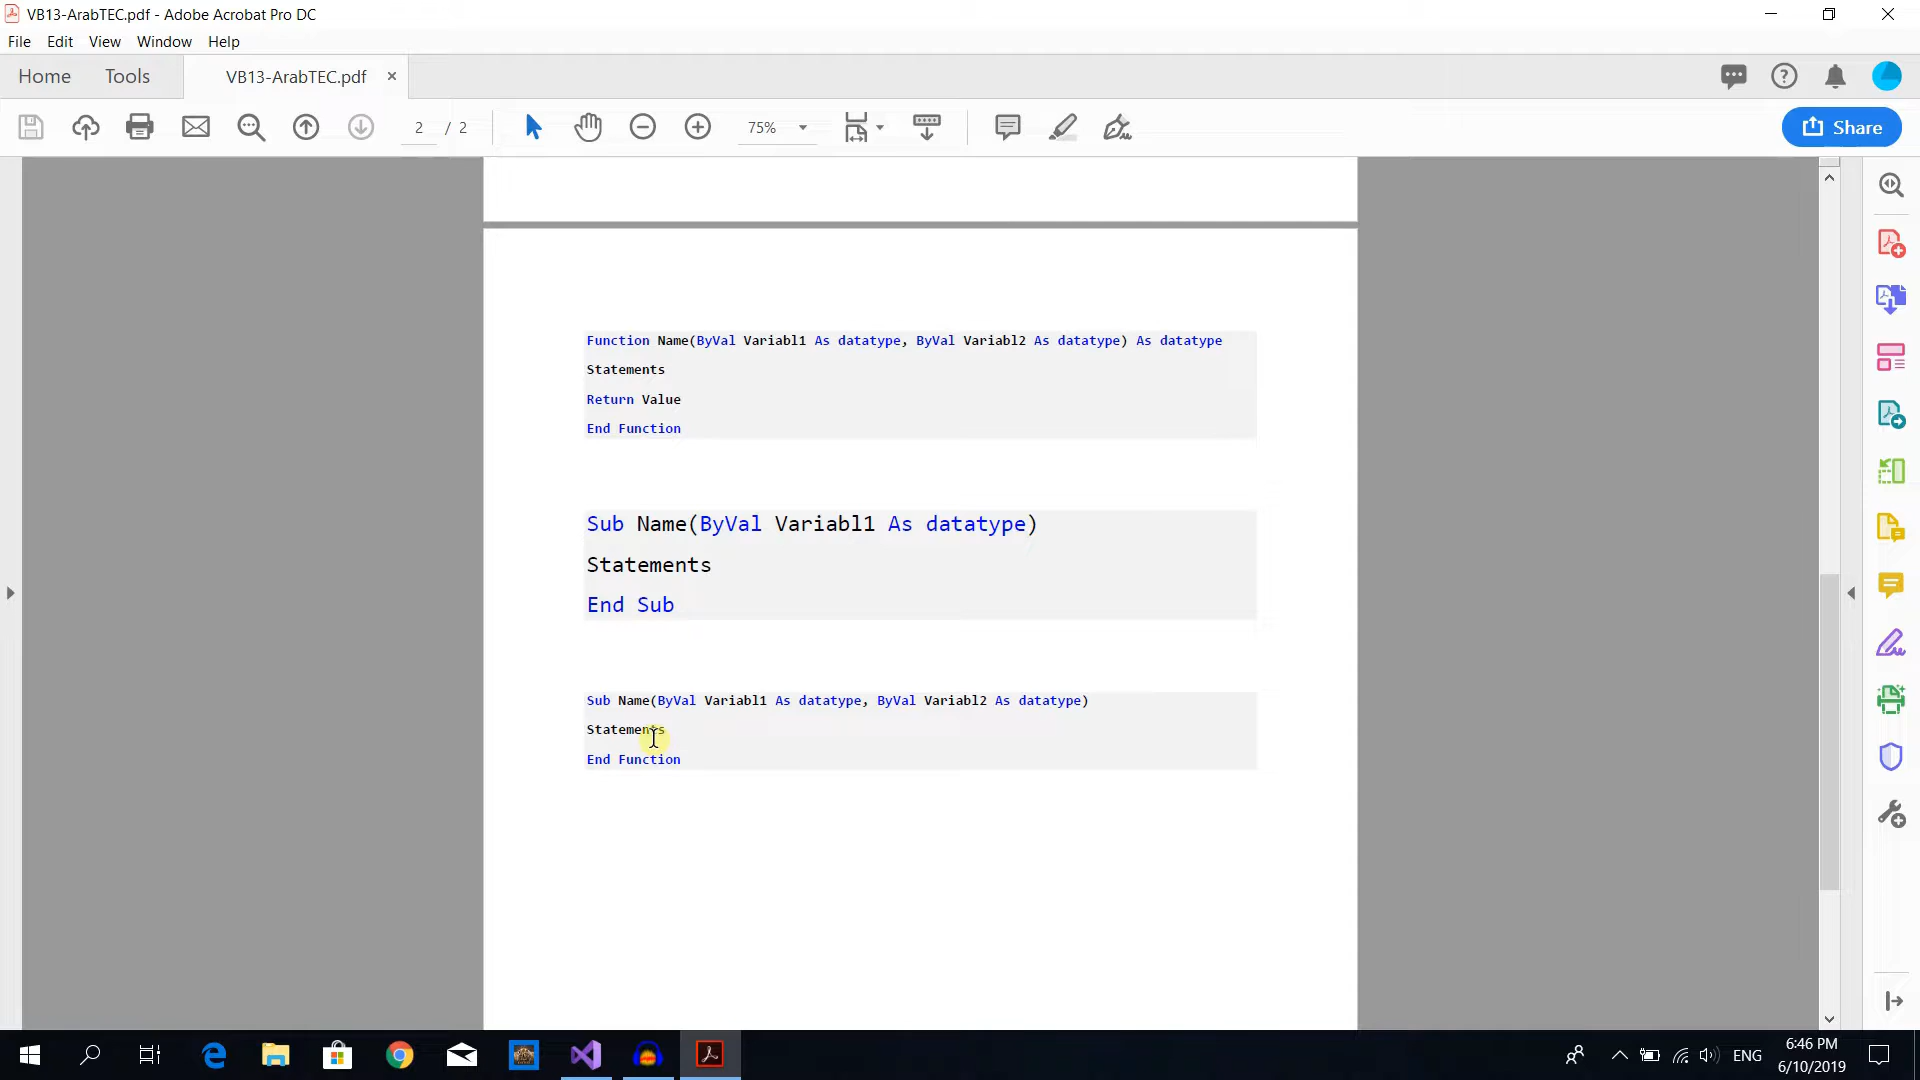 VB13-ArabTEC.pdf - Adobe Acrobat Pro DC
File Edit View Window Help
Home Tools VB13-ArabTEC.pdf ×
2 / 2 75% Share
Function Name(ByVal Variabl1 As datatype, ByVal Variabl2 As datatype) As datatype
Statements
Return Value
End Function
Sub Name(ByVal Variabl1 As datatype)
Statements
End Sub
Sub Name(ByVal Variabl1 As datatype, ByVal Variabl2 As datatype)
Statements
End Function
ENG 6:46 PM
6/10/2019